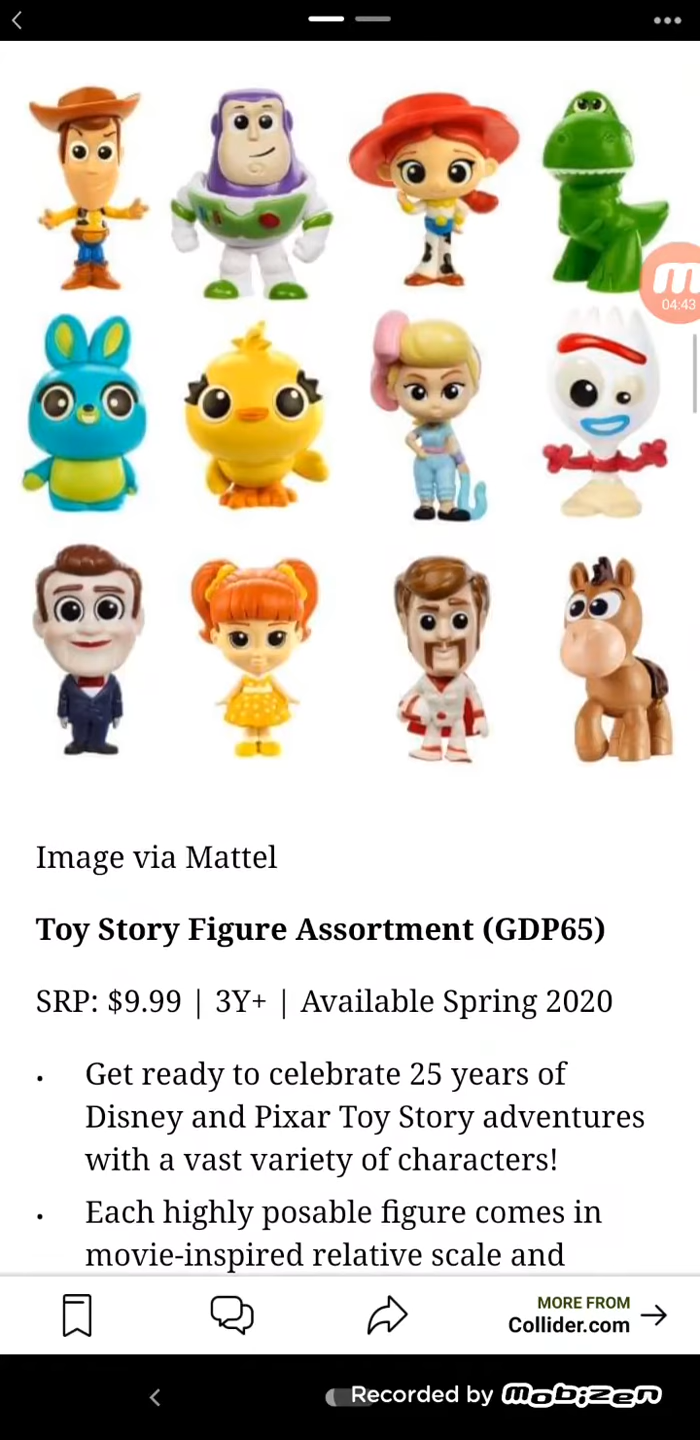 04:43
Image via Mattel
Toy Story Figure Assortment (GDP65)
SRP: $9.99 | 3Y+ | Available Spring 2020
• Get ready to celebrate 25 years of
Disney and Pixar Toy Story adventures
with a vast variety of characters!
• Each highly posable figure comes in
movie-inspired relative scale and
MORE FROM
Collider.com
Recorded by mobizen